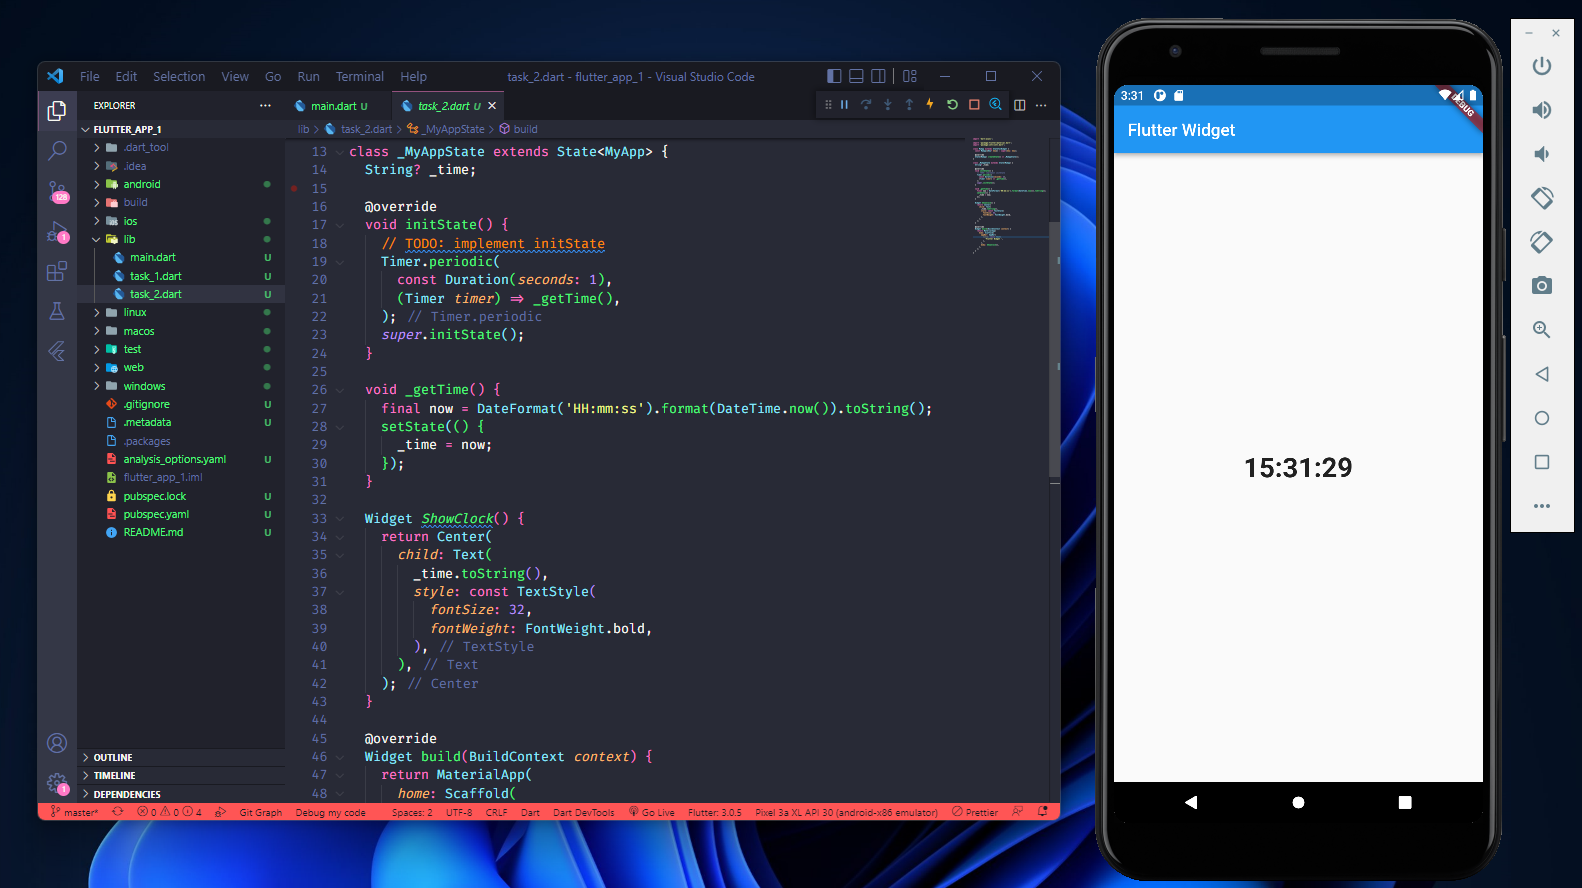 File Edit Selection View Go Run Terminal Help
task_2.dart - flutter_app_1 - Visual Studio Code
EXPLORER
main.dart U
task_2.dart U
FLUTTER_APP_1
lib > task_2.dart > _MyAppState > build
.dart_tool
.idea
android
build
ios
lib
main.dart U
task_1.dart U
task_2.dart U
linux
macos
test
web
windows
.gitignore U
.metadata U
.packages
analysis_options.yaml U
flutter_app_1.iml
pubspec.lock U
pubspec.yaml U
README.md U
OUTLINE
TIMELINE
DEPENDENCIES
128
1
1
13 class _MyAppState extends State<MyApp> {
14 String? _time;
15
16 @override
17 void initState() {
18 // TODO: implement initState
19 Timer.periodic(
20 const Duration(seconds: 1),
21 (Timer timer) => _getTime(),
22 ); // Timer.periodic
23 super.initState();
24 }
25
26 void _getTime() {
27 final now = DateFormat('HH:mm:ss').format(DateTime.now()).toString();
28 setState(() {
29 _time = now;
30 });
31 }
32
33 Widget ShowClock() {
34 return Center(
35 child: Text(
36 _time.toString(),
37 style: const TextStyle(
38 fontSize: 32,
39 fontWeight: FontWeight.bold,
40 ), // TextStyle
41 ), // Text
42 ); // Center
43 }
44
45 @override
46 Widget build(BuildContext context) {
47 return MaterialApp(
48 home: Scaffold(
master* 0 0 4 Git Graph Debug my code Spaces: 2 UTF-8 CRLF Dart Dart DevTools Go Live Flutter: 3.0.5 Pixel 3a XL API 30 (android-x86 emulator) Prettier
3:31
DEBUG
Flutter Widget
15:31:29